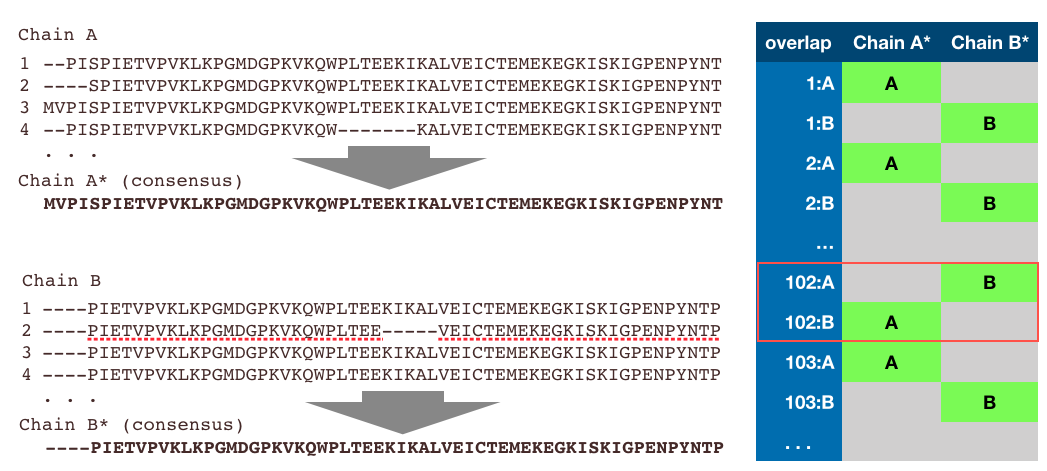 Chain A
1 --PISPIETVPVKLKPGMDGPKVKQWPLTEEKIKALVEICTEMEKEGKISKIGPENPYNT
2 ----SPIETVPVKLKPGMDGPKVKQWPLTEEKIKALVEICTEMEKEGKISKIGPENPYNT
3 MVPISPIETVPVKLKPGMDGPKVKQWPLTEEKIKALVEICTEMEKEGKISKIGPENPYNT
4 --PISPIETVPVKLKPGMDGPKVKQW-------KALVEICTEMEKEGKISKIGPENPYNT
. . .
Chain A* (consensus)
MVPISPIETVPVKLKPGMDGPKVKQWPLTEEKIKALVEICTEMEKEGKISKIGPENPYNT
Chain B
1 ----PIETVPVKLKPGMDGPKVKQWPLTEEKIKALVEICTEMEKEGKISKIGPENPYNTP
2 ----PIETVPVKLKPGMDGPKVKQWPLTEE-----VEICTEMEKEGKISKIGPENPYNTP
3 ----PIETVPVKLKPGMDGPKVKQWPLTEEKIKALVEICTEMEKEGKISKIGPENPYNTP
4 ----PIETVPVKLKPGMDGPKVKQWPLTEEKIKALVEICTEMEKEGKISKIGPENPYNTP
. . .
Chain B* (consensus)
----PIETVPVKLKPGMDGPKVKQWPLTEEKIKALVEICTEMEKEGKISKIGPENPYNTP
overlap Chain A* Chain B*
1:A A
1:B B
2:A A
2:B B
...
102:A B
102:B A
103:A A
103:B B
. . .